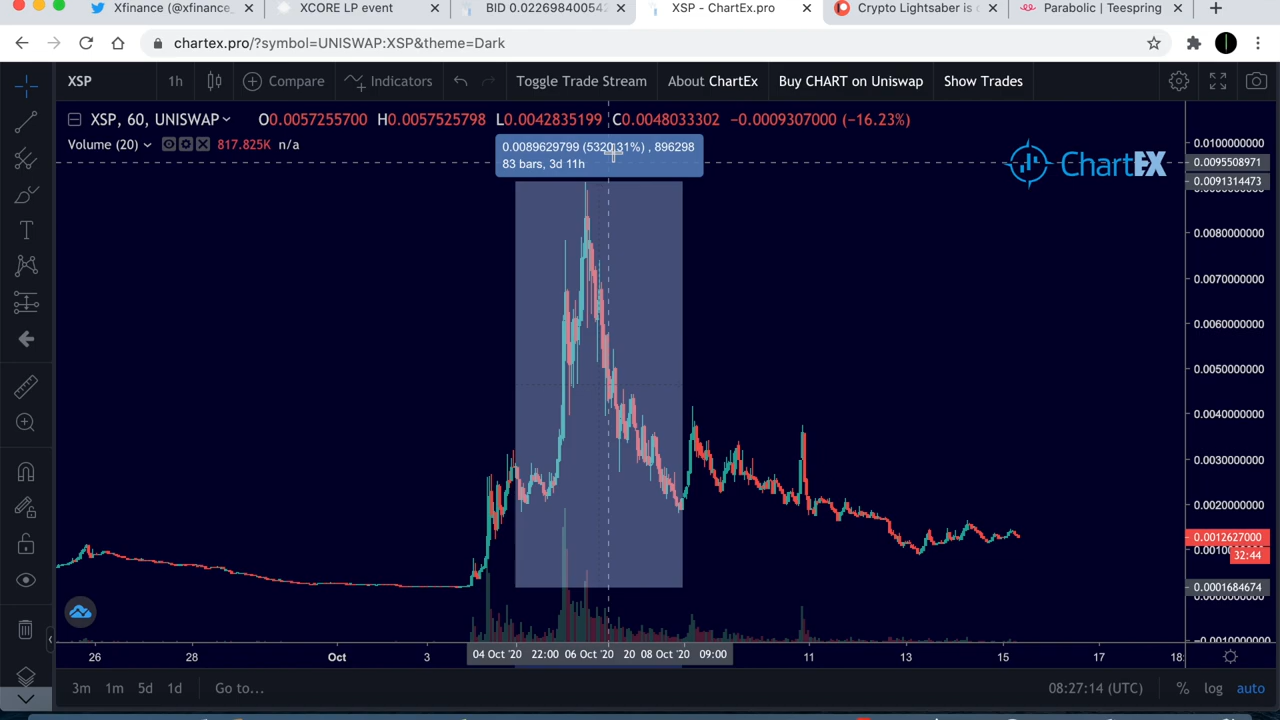 Xfinance (@xfinance_
XCORE LP event
BID 0.0226984005
XSP - ChartEx.pro
Crypto Lightsaber is
Parabolic | Teespring
chartex.pro/?symbol=UNISWAP:XSP&theme=Dark
XSP 1h Compare Indicators Toggle Trade Stream About ChartEx Buy CHART on Uniswap Show Trades
XSP, 60, UNISWAP O0.0057255700 H0.0057525798 L0.0042835199 C0.0048033302 −0.0009307000 (−16.23%)
Volume (20) 817.825K n/a
0.0089629799 (5320.31%) , 896298
83 bars, 3d 11h
ChartEX
0.0100000000
0.0095508971
0.0091314473
0.0080000000
0.0070000000
0.0060000000
0.0050000000
0.0040000000
0.0030000000
0.0020000000
0.0012627000
0.00100
32:44
0.0001684674
0.0000000000
-0.0010000000
26 28 Oct 3 04 Oct '20 22:00 06 Oct '20 20 08 Oct '20 09:00 11 13 15 17 18:
3m 1m 5d 1d Go to... 08:27:14 (UTC) % log auto